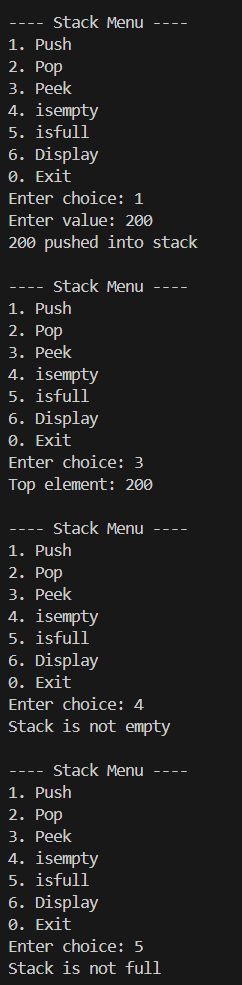 ---- Stack Menu ----
1. Push
2. Pop
3. Peek
4. isempty
5. isfull
6. Display
0. Exit
Enter choice: 1
Enter value: 200
200 pushed into stack
---- Stack Menu ----
1. Push
2. Pop
3. Peek
4. isempty
5. isfull
6. Display
0. Exit
Enter choice: 3
Top element: 200
---- Stack Menu ----
1. Push
2. Pop
3. Peek
4. isempty
5. isfull
6. Display
0. Exit
Enter choice: 4
Stack is not empty
---- Stack Menu ----
1. Push
2. Pop
3. Peek
4. isempty
5. isfull
6. Display
0. Exit
Enter choice: 5
Stack is not full